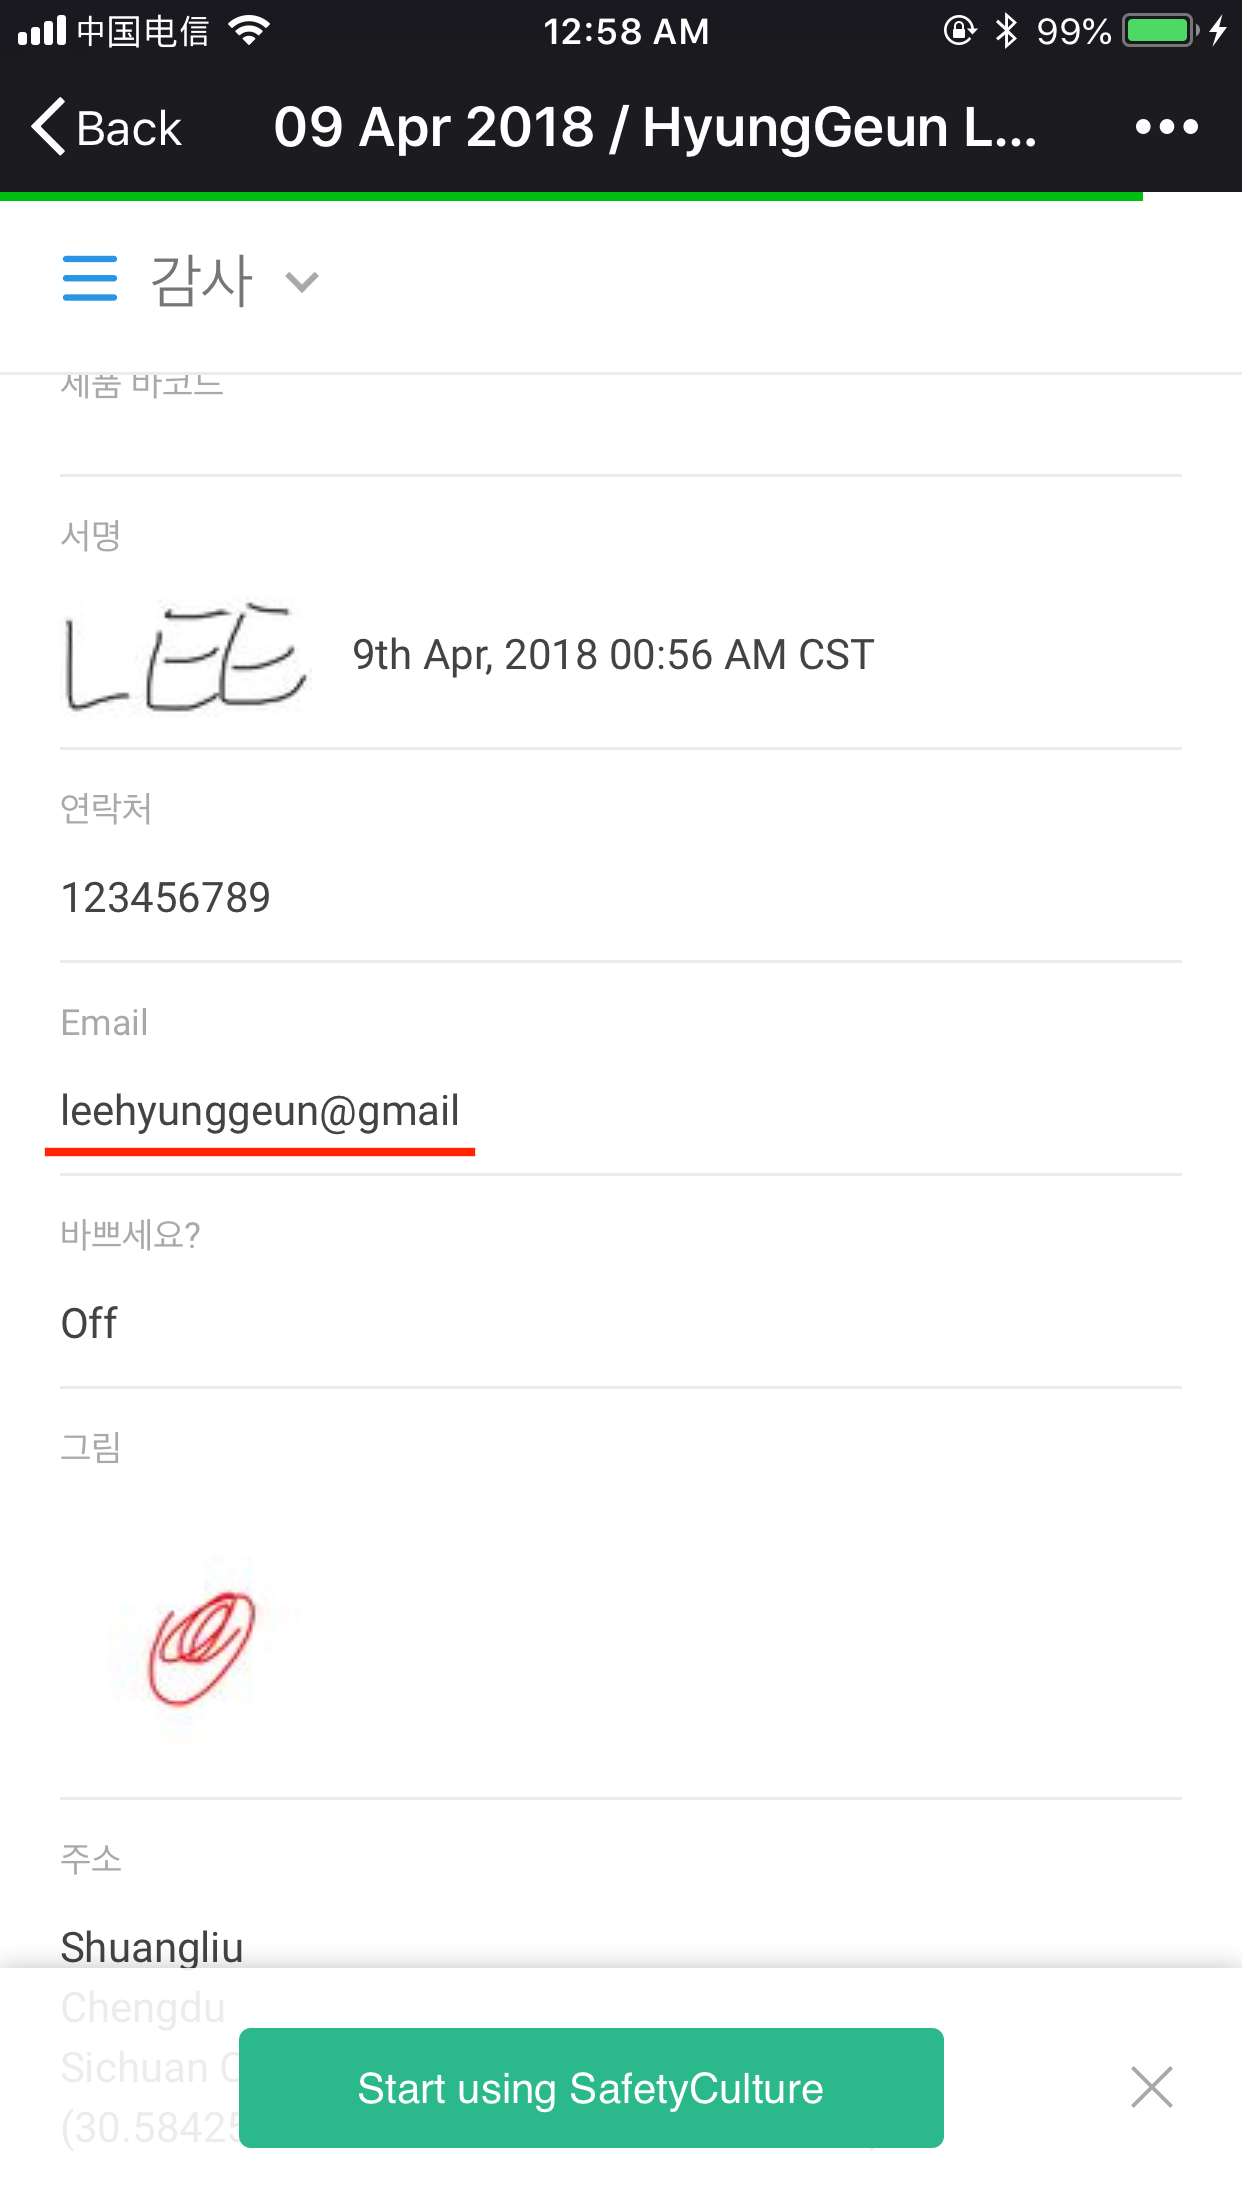 中国电信
12:58 AM
99%
Back
09 Apr 2018 / HyungGeun L...
감사
제품 바코드
서명
LEE
9th Apr, 2018 00:56 AM CST
연락처
123456789
Email
leehyunggeun@gmail
바쁘세요?
Off
그림
주소
Shuangliu
Chengdu
Sichuan
(30.58425
Start using SafetyCulture